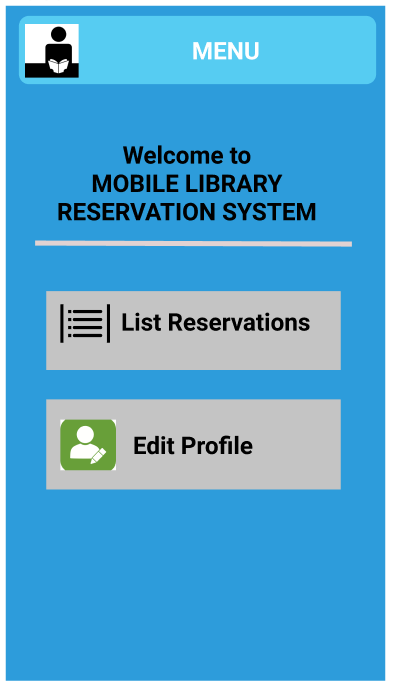 MENU
Welcome to
MOBILE LIBRARY
RESERVATION SYSTEM
List Reservations
Edit Profile